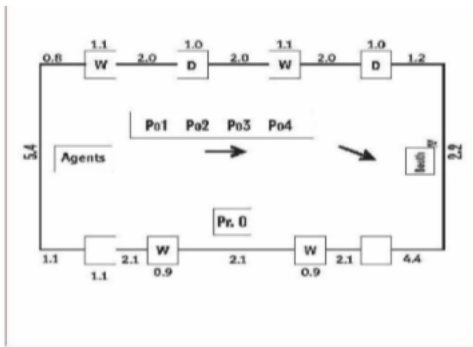 1.1 1.0 1.1 1.0
0.8 W 2.0 D 2.0 W 2.0 D 1.2
Po1 Po2 Po3 Po4
5.4
Agents
2.2
Pr. 0
W W
1.1 2.1 2.1 2.1 4.4
1.1 0.9 0.9